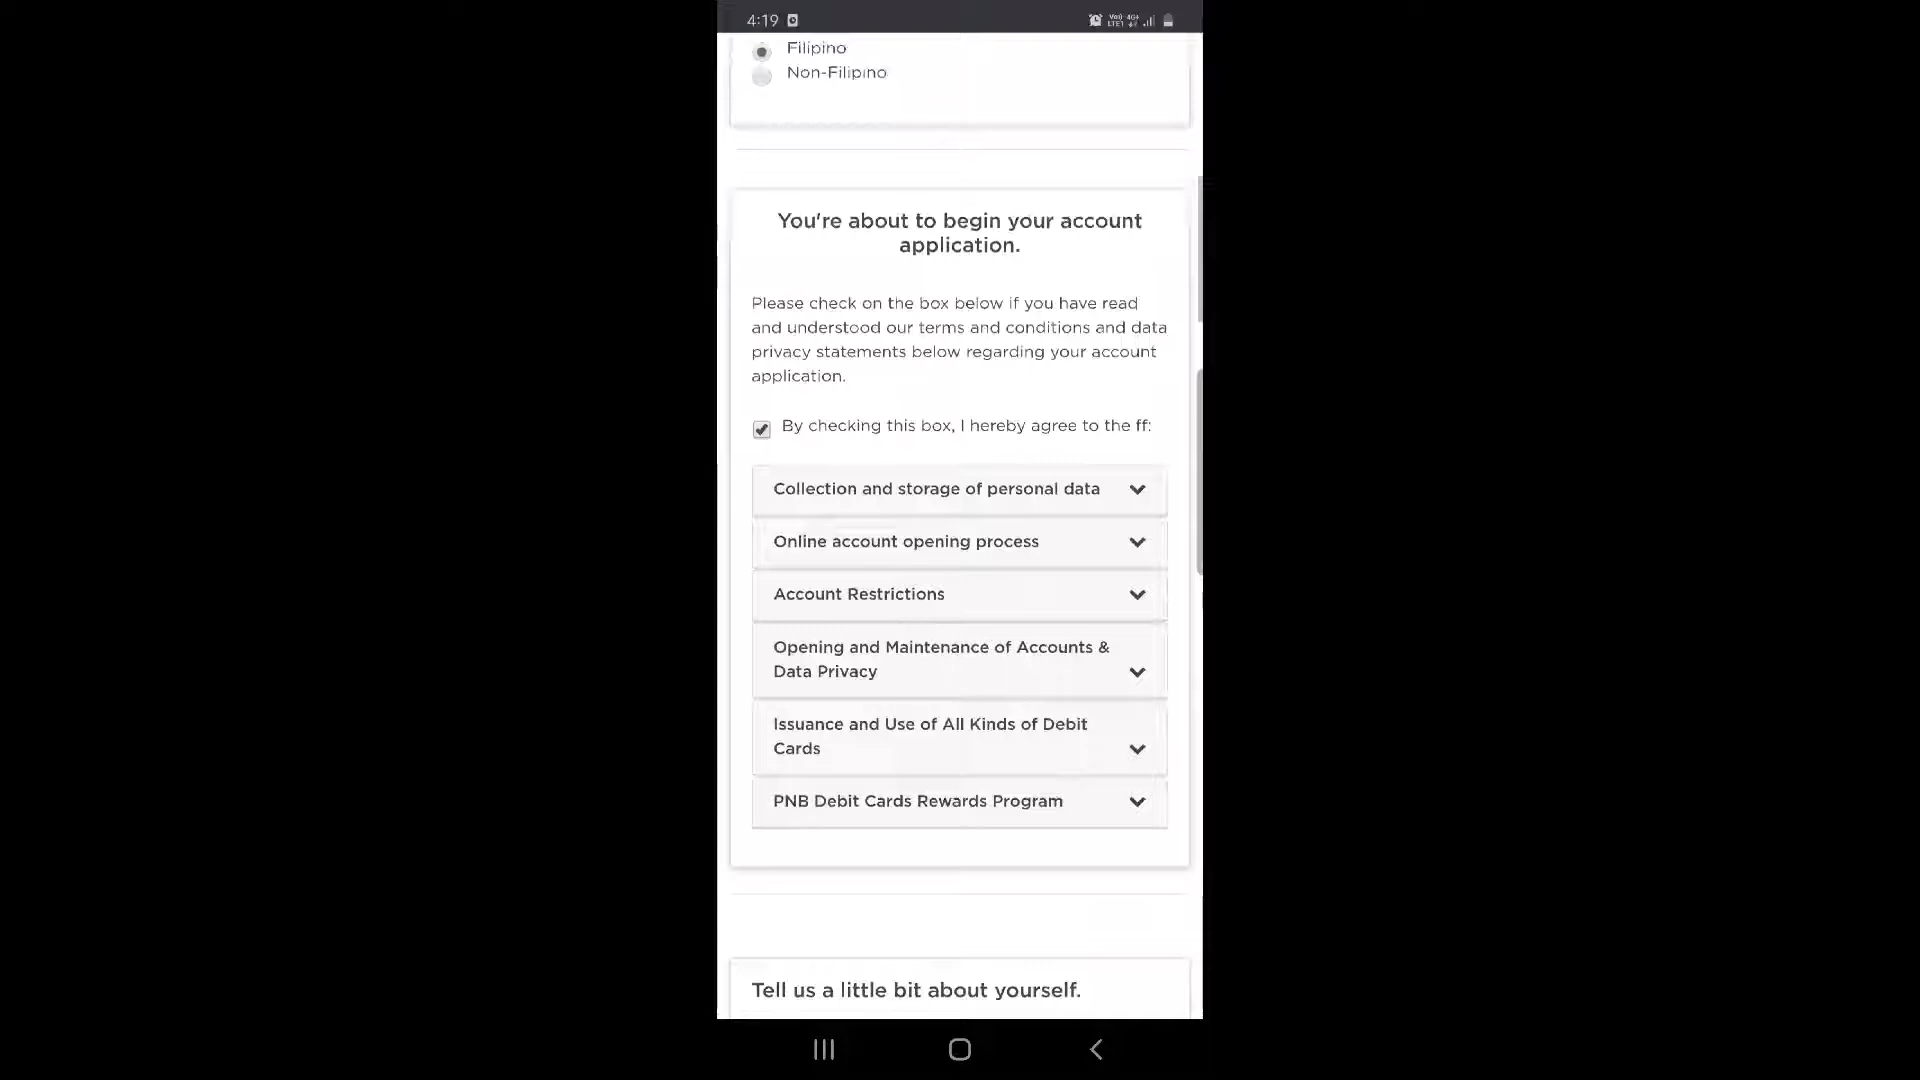 4:19
Filipino
Non-Filipino
You're about to begin your account
application.
Please check on the box below if you have read
and understood our terms and conditions and data
privacy statements below regarding your account
application.
By checking this box, I hereby agree to the ff:
Collection and storage of personal data
Online account opening process
Account Restrictions
Opening and Maintenance of Accounts &
Data Privacy
Issuance and Use of All Kinds of Debit
Cards
PNB Debit Cards Rewards Program
Tell us a little bit about yourself.